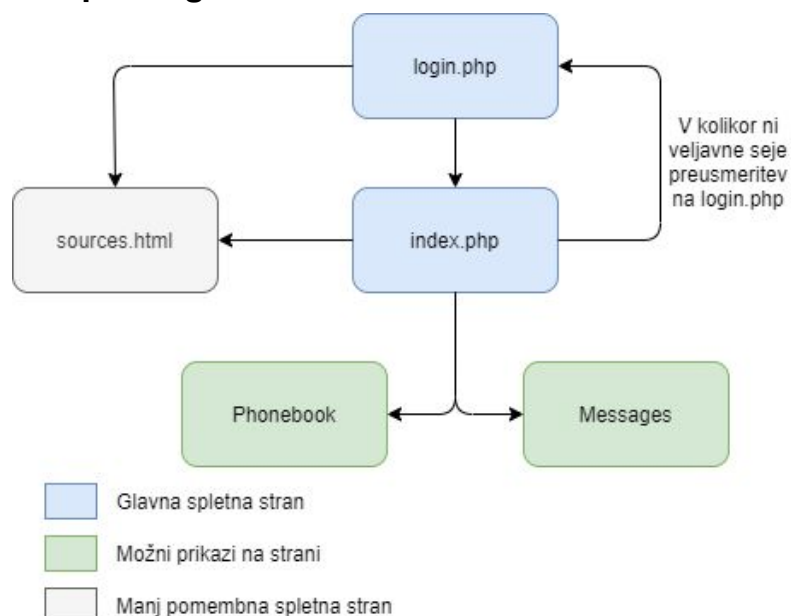 login.php
V kolikor ni
veljavne seje
preusmeritev
na login.php
sources.html
index.php
Phonebook
Messages
Glavna spletna stran
Možni prikazi na strani
Manj pomembna spletna stran